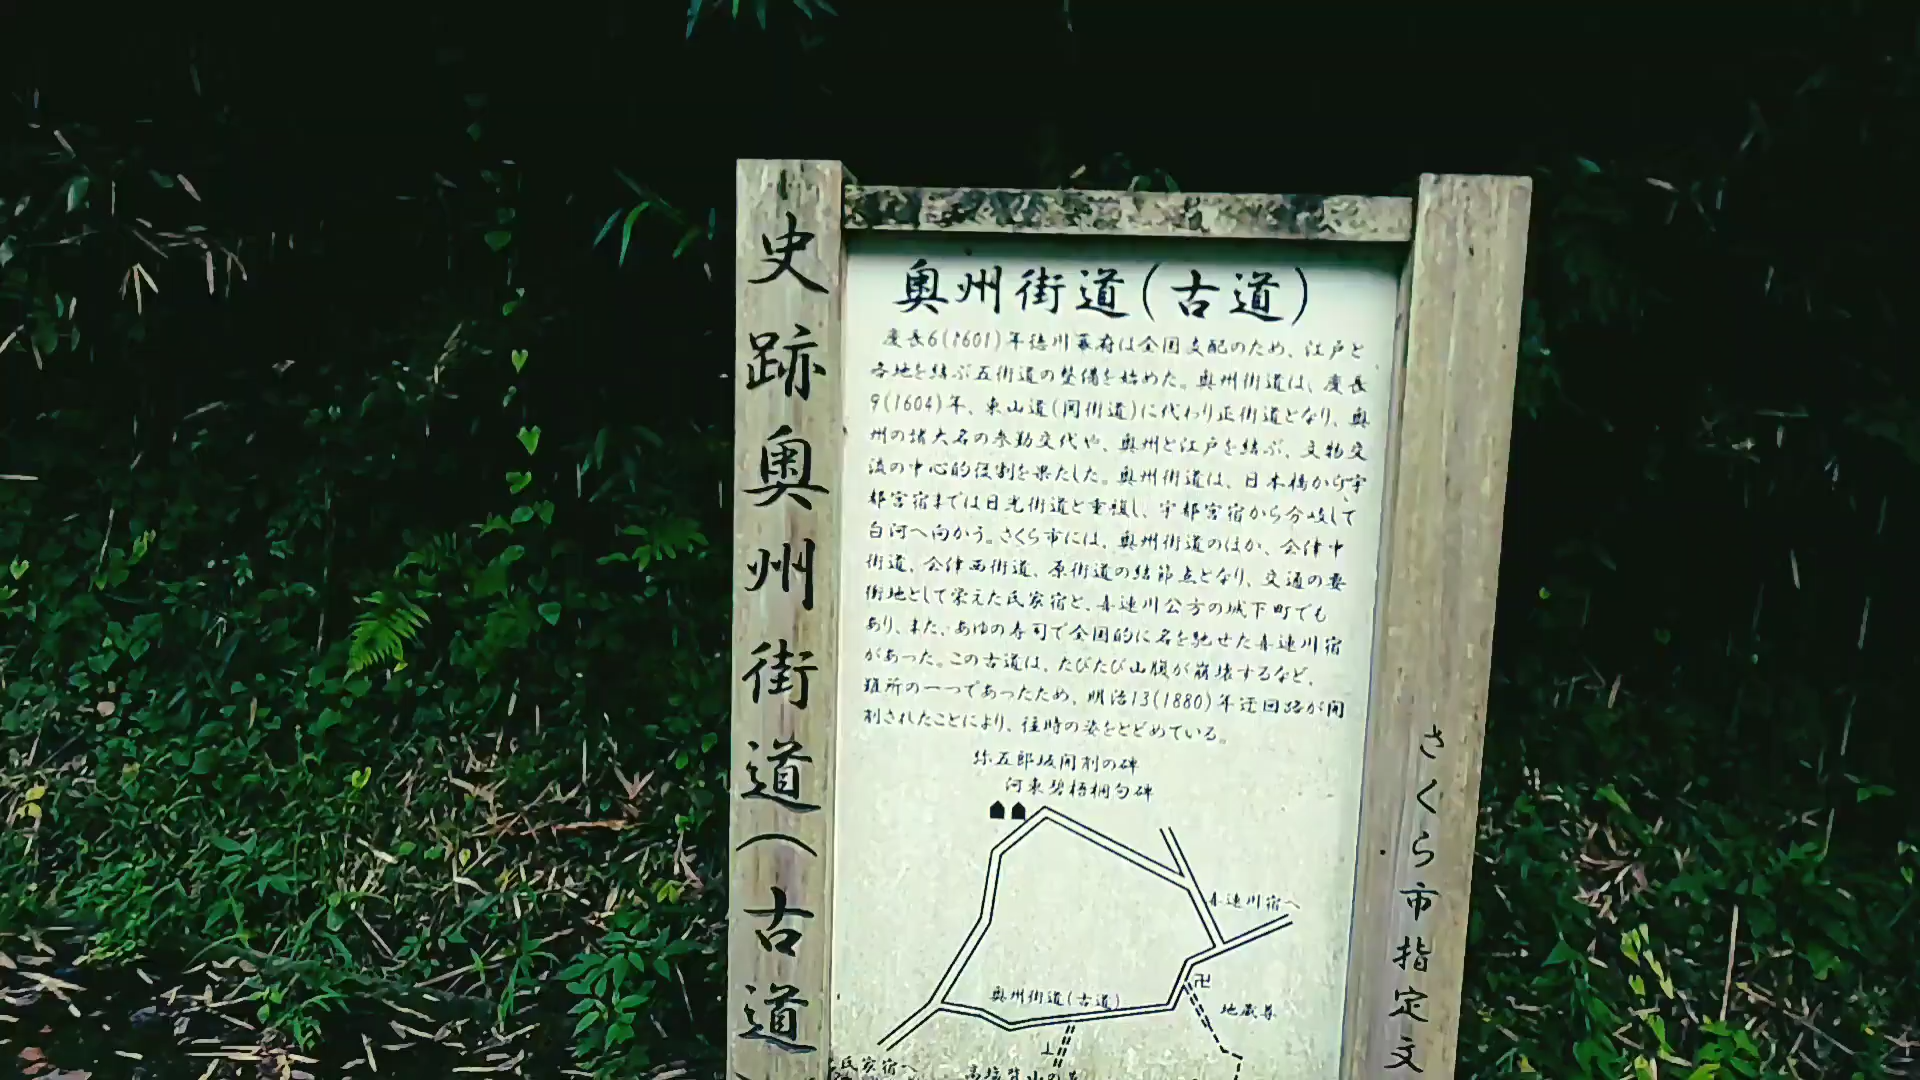 史跡奥州街道(古道)
奥州街道(古道)
慶長6(1601)年徳川幕府は全国支配のため、江戸と
各地を結ぶ五街道の整備を始めた。奥州街道は、慶長
9(1604)年、東山道(関街道)に代わり正街道となり、奥
州の諸大名の参勤交代や、奥州と江戸を結ぶ、文物交
流の中心的役割を果たした。奥州街道は、日本橋から宇
都宮宿までは日光街道と重複し、宇都宮宿から分岐して
白河へ向かう。さくら市には、奥州街道のほか、会津中
街道、会津西街道、原街道の結節点となり、交通の要
衝地として栄えた氏家宿と、喜連川公方の城下町でも
あり、また、あゆの寿司で全国的に名を馳せた喜連川宿
があった。この古道は、たびたび山腹が崩壊するなど、
難所の一つであったため、明治13(1880)年迂回路が開
削されたことにより、往時の姿をとどめている。
弥五郎坂開削の碑
河東碧梧桐句碑
喜連川宿へ
卍
奥州街道(古道)
地蔵尊
氏家宿へ
さくら市指定文